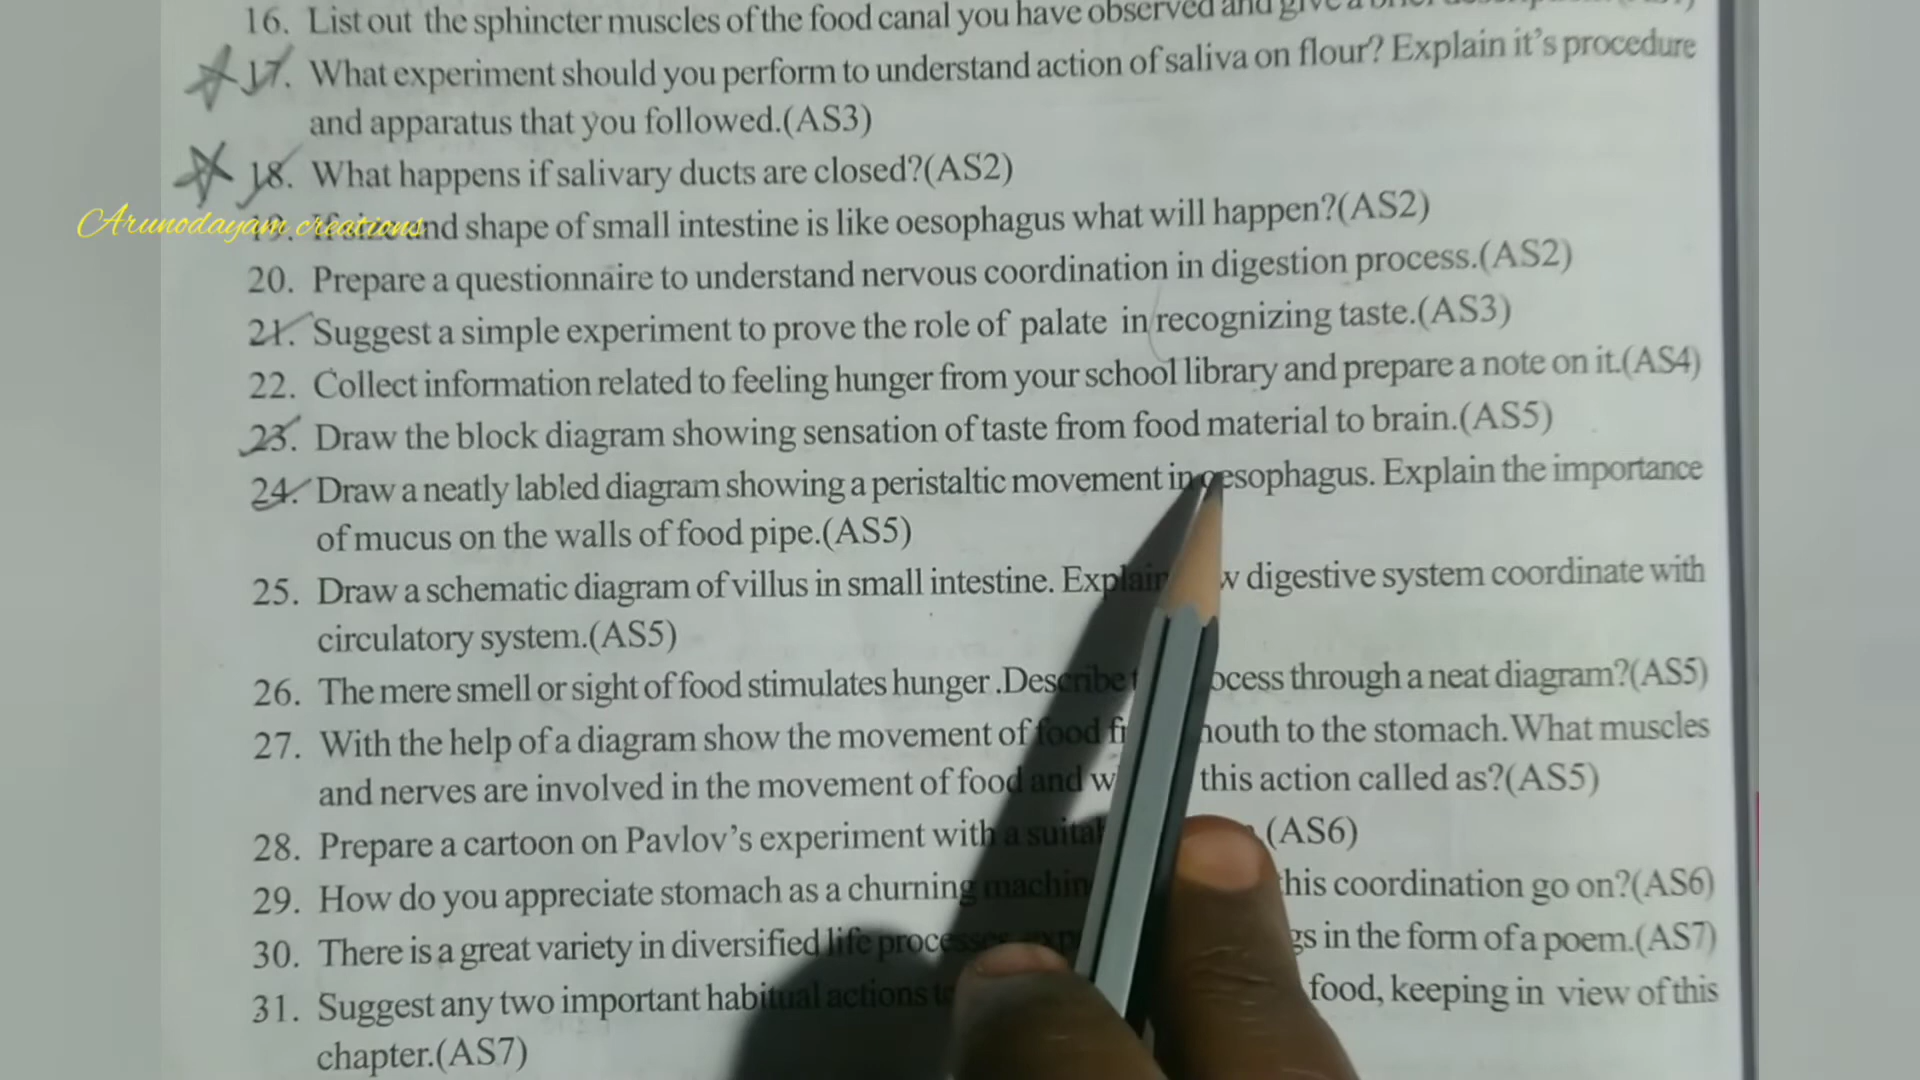 16. List out the sphincter muscles of the food canal you have observed and give a brief
17. What experiment should you perform to understand action of saliva on flour? Explain it's procedure
and apparatus that you followed.(AS3)
18. What happens if salivary ducts are closed?(AS2)
Arunodayam creations
19. If size and shape of small intestine is like oesophagus what will happen?(AS2)
20. Prepare a questionnaire to understand nervous coordination in digestion process.(AS2)
21. Suggest a simple experiment to prove the role of palate in recognizing taste.(AS3)
22. Collect information related to feeling hunger from your school library and prepare a note on it.(AS4)
23. Draw the block diagram showing sensation of taste from food material to brain.(AS5)
24. Draw a neatly labled diagram showing a peristaltic movement in oesophagus. Explain the importance
of mucus on the walls of food pipe.(AS5)
25. Draw a schematic diagram of villus in small intestine. Explain digestive system coordinate with
circulatory system.(AS5)
26. The mere smell or sight of food stimulates hunger .Describe through a neat diagram?(AS5)
27. With the help of a diagram show the movement of food mouth to the stomach. What muscles
and nerves are involved in the movement of food and this action called as?(AS5)
28. Prepare a cartoon on Pavlov's experiment with a (AS6)
29. How do you appreciate stomach as a churning coordination go on?(AS6)
30. There is a great variety in diversified life processes in the form of a poem.(AS7)
31. Suggest any two important habitual actions food, keeping in view of this
chapter.(AS7)